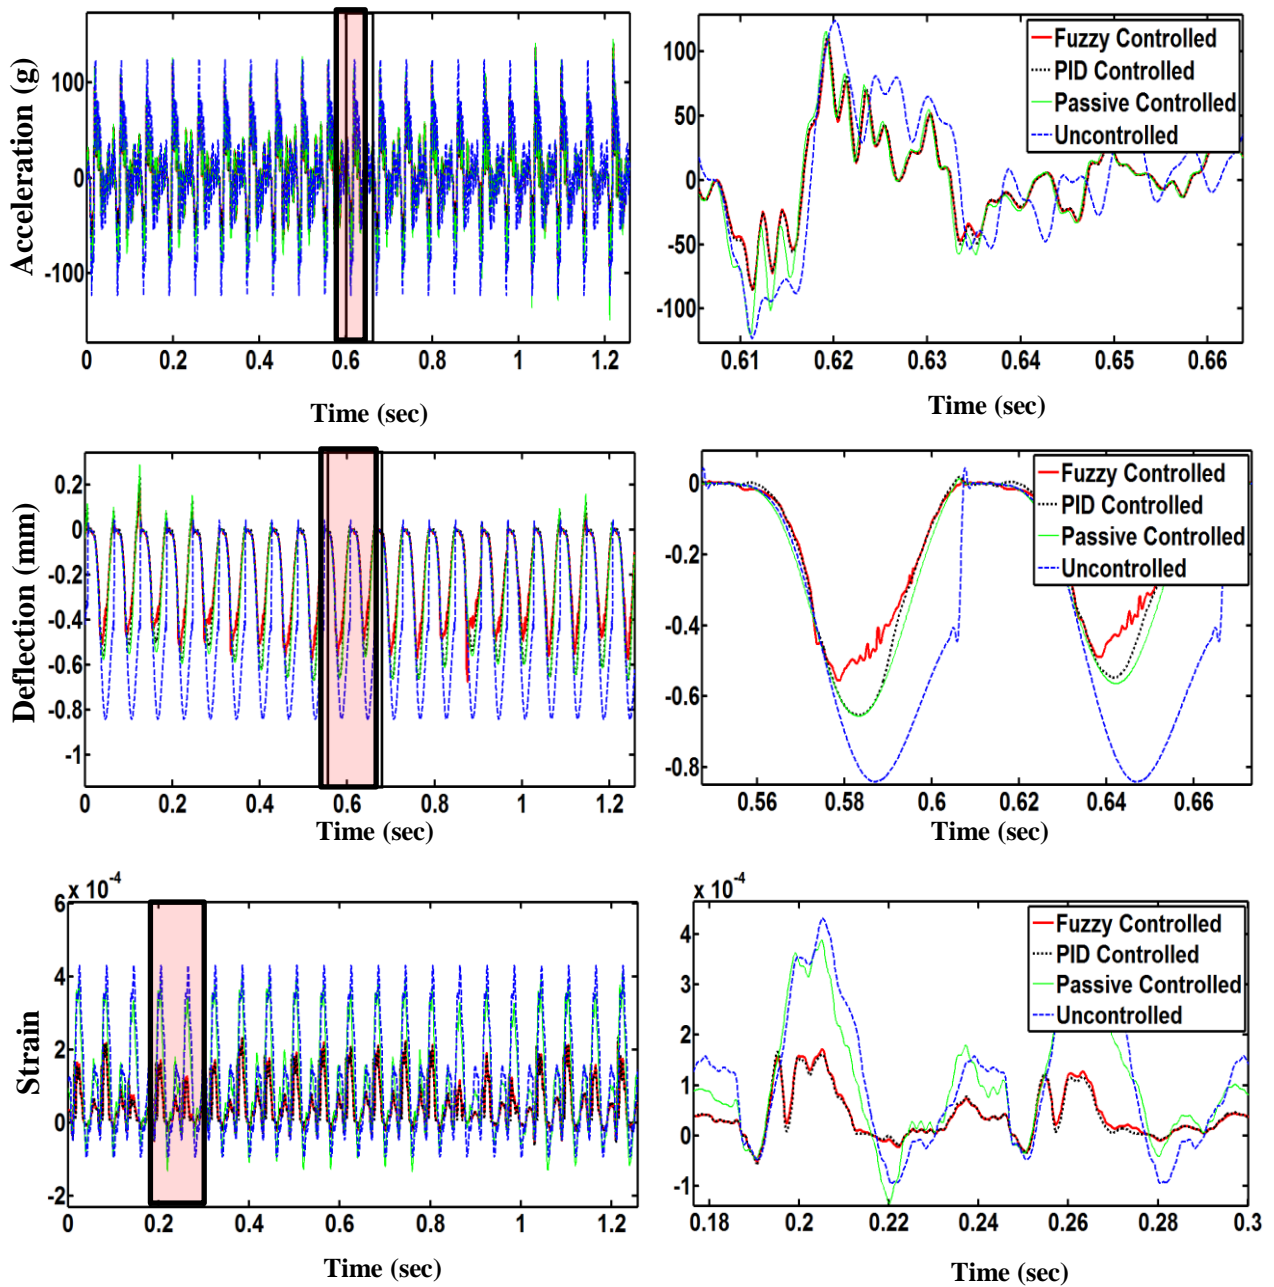 Acceleration (g)
100
0
-100
0 0.2 0.4 0.6 0.8 1 1.2
Time (sec)
100
50
0
-50
-100
0.61 0.62 0.63 0.64 0.65 0.66
Time (sec)
Fuzzy Controlled
PID Controlled
Passive Controlled
Uncontrolled
Deflection (mm)
0.2
0
-0.2
-0.4
-0.6
-0.8
-1
0 0.2 0.4 0.6 0.8 1 1.2
Time (sec)
0
-0.2
-0.4
-0.6
-0.8
0.56 0.58 0.6 0.62 0.64 0.66
Time (sec)
Fuzzy Controlled
PID Controlled
Passive Controlled
Uncontrolled
Strain
x 10⁻⁴
6
4
2
0
-2
0 0.2 0.4 0.6 0.8 1 1.2
Time (sec)
x 10⁻⁴
4
3
2
1
0
-1
0.18 0.2 0.22 0.24 0.26 0.28 0.3
Time (sec)
Fuzzy Controlled
PID Controlled
Passive Controlled
Uncontrolled